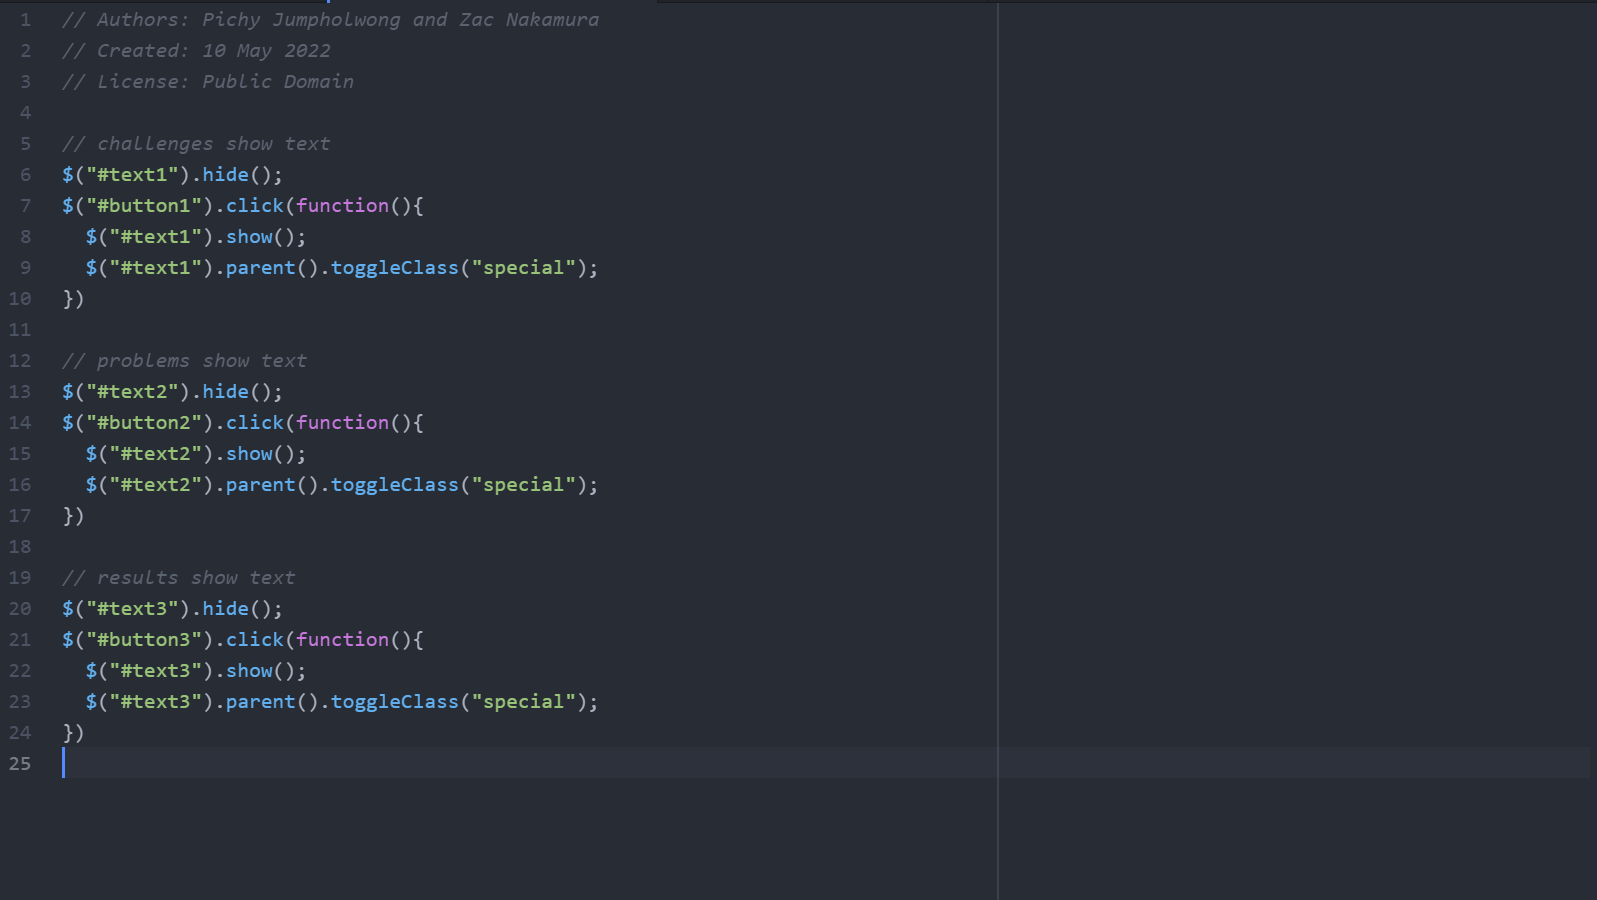 1 // Authors: Pichy Jumpholwong and Zac Nakamura
2 // Created: 10 May 2022
3 // License: Public Domain
4
5 // challenges show text
6 $("#text1").hide();
7 $("#button1").click(function(){
8   $("#text1").show();
9   $("#text1").parent().toggleClass("special");
10 })
11
12 // problems show text
13 $("#text2").hide();
14 $("#button2").click(function(){
15   $("#text2").show();
16   $("#text2").parent().toggleClass("special");
17 })
18
19 // results show text
20 $("#text3").hide();
21 $("#button3").click(function(){
22   $("#text3").show();
23   $("#text3").parent().toggleClass("special");
24 })
25